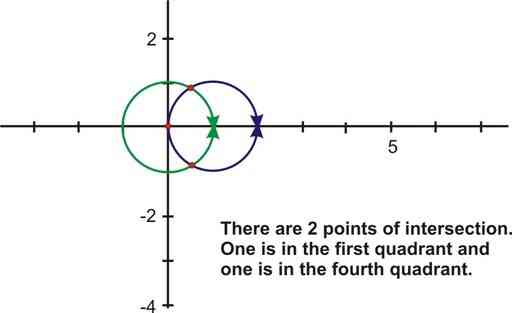 2
5
-2
There are 2 points of intersection.
One is in the first quadrant and
one is in the fourth quadrant.
-4